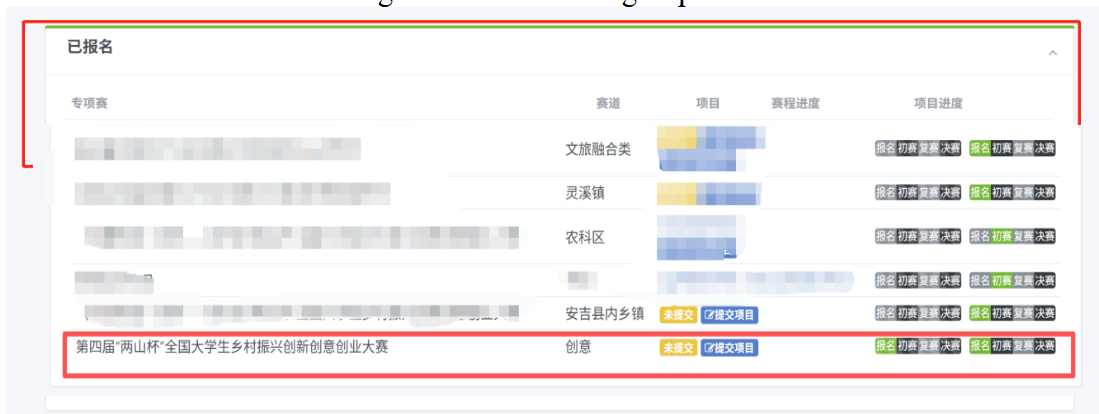 已报名
专项赛 赛道 项目 赛程进度 项目进度
文旅融合类 报名 初赛 复赛 决赛 报名 初赛 复赛 决赛
灵溪镇 报名 初赛 复赛 决赛 报名 初赛 复赛 决赛
农科区 报名 初赛 复赛 决赛 报名 初赛 复赛 决赛
报名 初赛 复赛 决赛 报名 初赛 复赛 决赛
安吉县内乡镇 未提交 提交项目 报名 初赛 复赛 决赛 报名 初赛 复赛 决赛
第四届“两山杯”全国大学生乡村振兴创新创意创业大赛 创意 未提交 提交项目 报名 初赛 复赛 决赛 报名 初赛 复赛 决赛